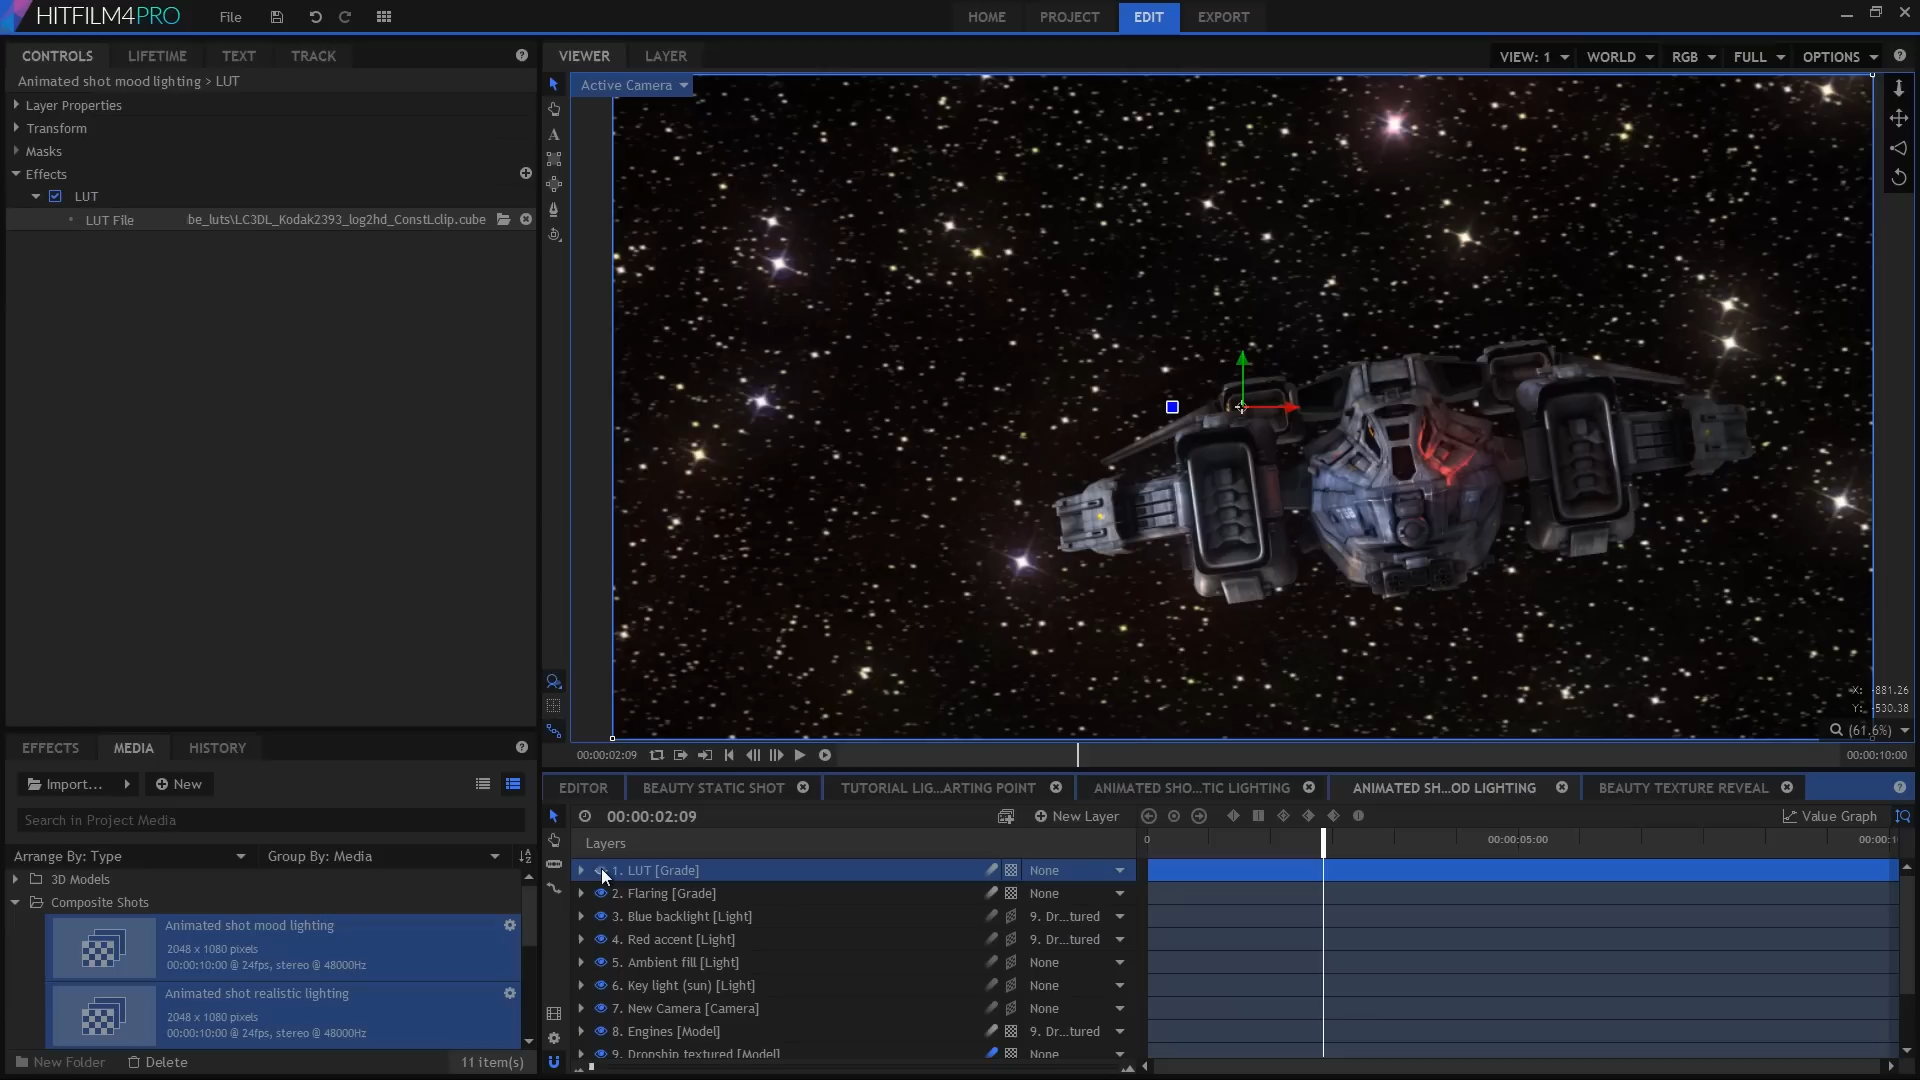 HITFILM4PRO
File
HOME
PROJECT
EDIT
EXPORT
CONTROLS
LIFETIME
TEXT
TRACK
Animated shot mood lighting > LUT
Layer Properties
Transform
Masks
Effects
LUT
LUT File be_luts\LC3DL_Kodak2393_log2hd_ConstLclip.cube
VIEWER
LAYER
VIEW: 1
WORLD
RGB
FULL
OPTIONS
Active Camera
X: -881.26
Y: -530.38
(61.6%)
00:00:02:09
00:00:10:00
EFFECTS
MEDIA
HISTORY
Import...
New
Search in Project Media
Arrange By: Type
Group By: Media
3D Models
Composite Shots
Animated shot mood lighting
2048 x 1080 pixels
00:00:10:00 @ 24fps, stereo @ 48000Hz
Animated shot realistic lighting
2048 x 1080 pixels
00:00:10:00 @ 24fps, stereo @ 48000Hz
New Folder
Delete
11 item(s)
EDITOR
BEAUTY STATIC SHOT
TUTORIAL LIG...ARTING POINT
ANIMATED SHO...TIC LIGHTING
ANIMATED SH...OD LIGHTING
BEAUTY TEXTURE REVEAL
00:00:02:09
New Layer
Value Graph
Layers
0
00:00:05:00
00:00:1
1. LUT [Grade] None
2. Flaring [Grade] None
3. Blue backlight [Light] 9. Dr...tured
4. Red accent [Light] 9. Dr...tured
5. Ambient fill [Light] None
6. Key light (sun) [Light] None
7. New Camera [Camera] None
8. Engines [Model] 9. Dr...tured
9. Dropship textured [Model] None